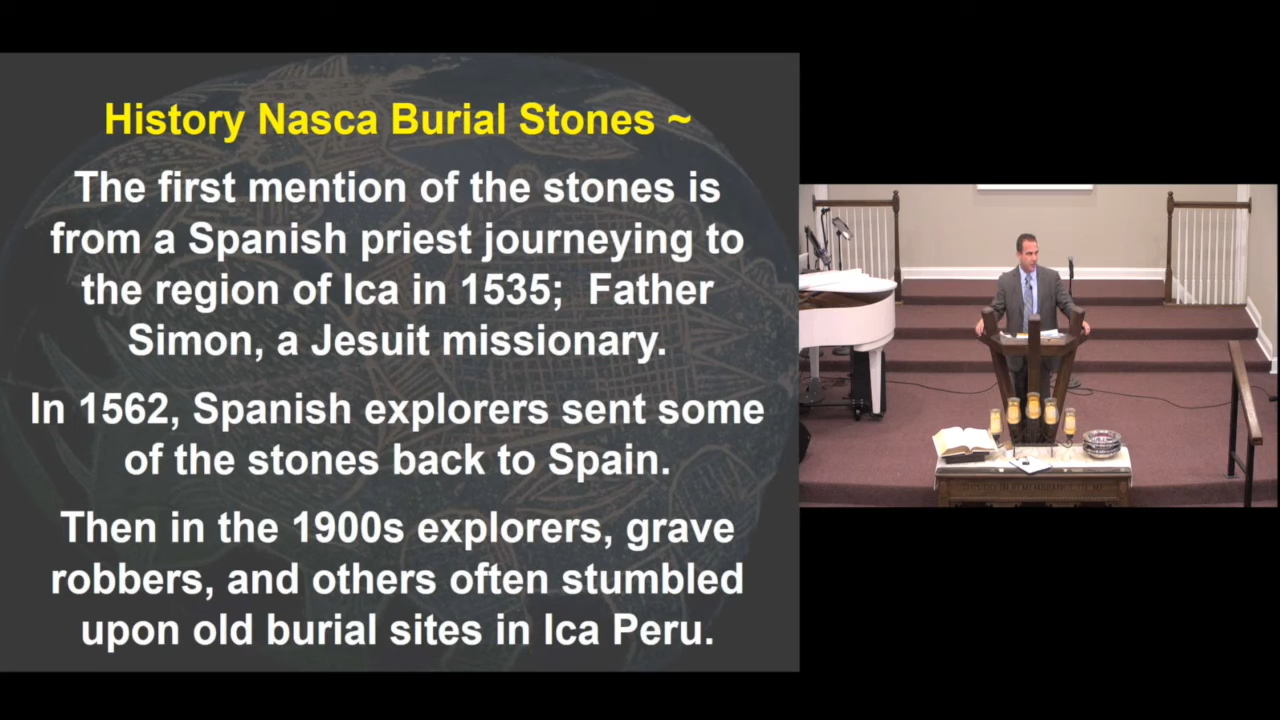 History Nasca Burial Stones ~
The first mention of the stones is
from a Spanish priest journeying to
the region of Ica in 1535;  Father
Simon, a Jesuit missionary.
In 1562, Spanish explorers sent some
of the stones back to Spain.
Then in the 1900s explorers, grave
robbers, and others often stumbled
upon old burial sites in Ica Peru.